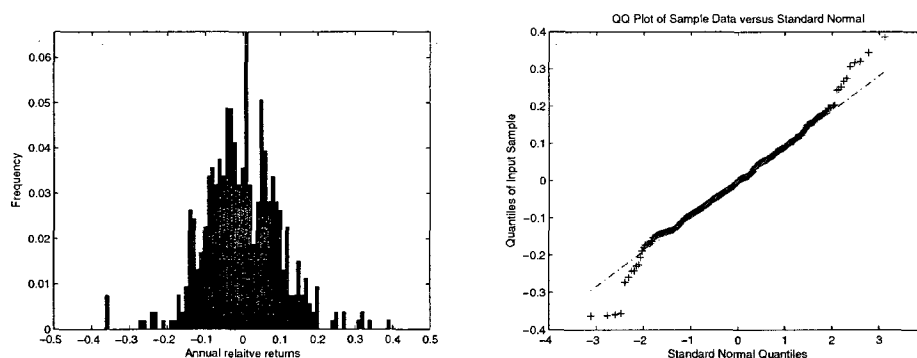 0.06
0.05
0.04
0.03
0.02
0.01
0
Frequency
-0.5 -0.4 -0.3 -0.2 -0.1 0 0.1 0.2 0.3 0.4 0.5
Annual relaitve returns
QQ Plot of Sample Data versus Standard Normal
0.4
0.3
0.2
0.1
0
-0.1
-0.2
-0.3
-0.4
Quantiles of Input Sample
-4 -3 -2 -1 0 1 2 3
Standard Normal Quantiles